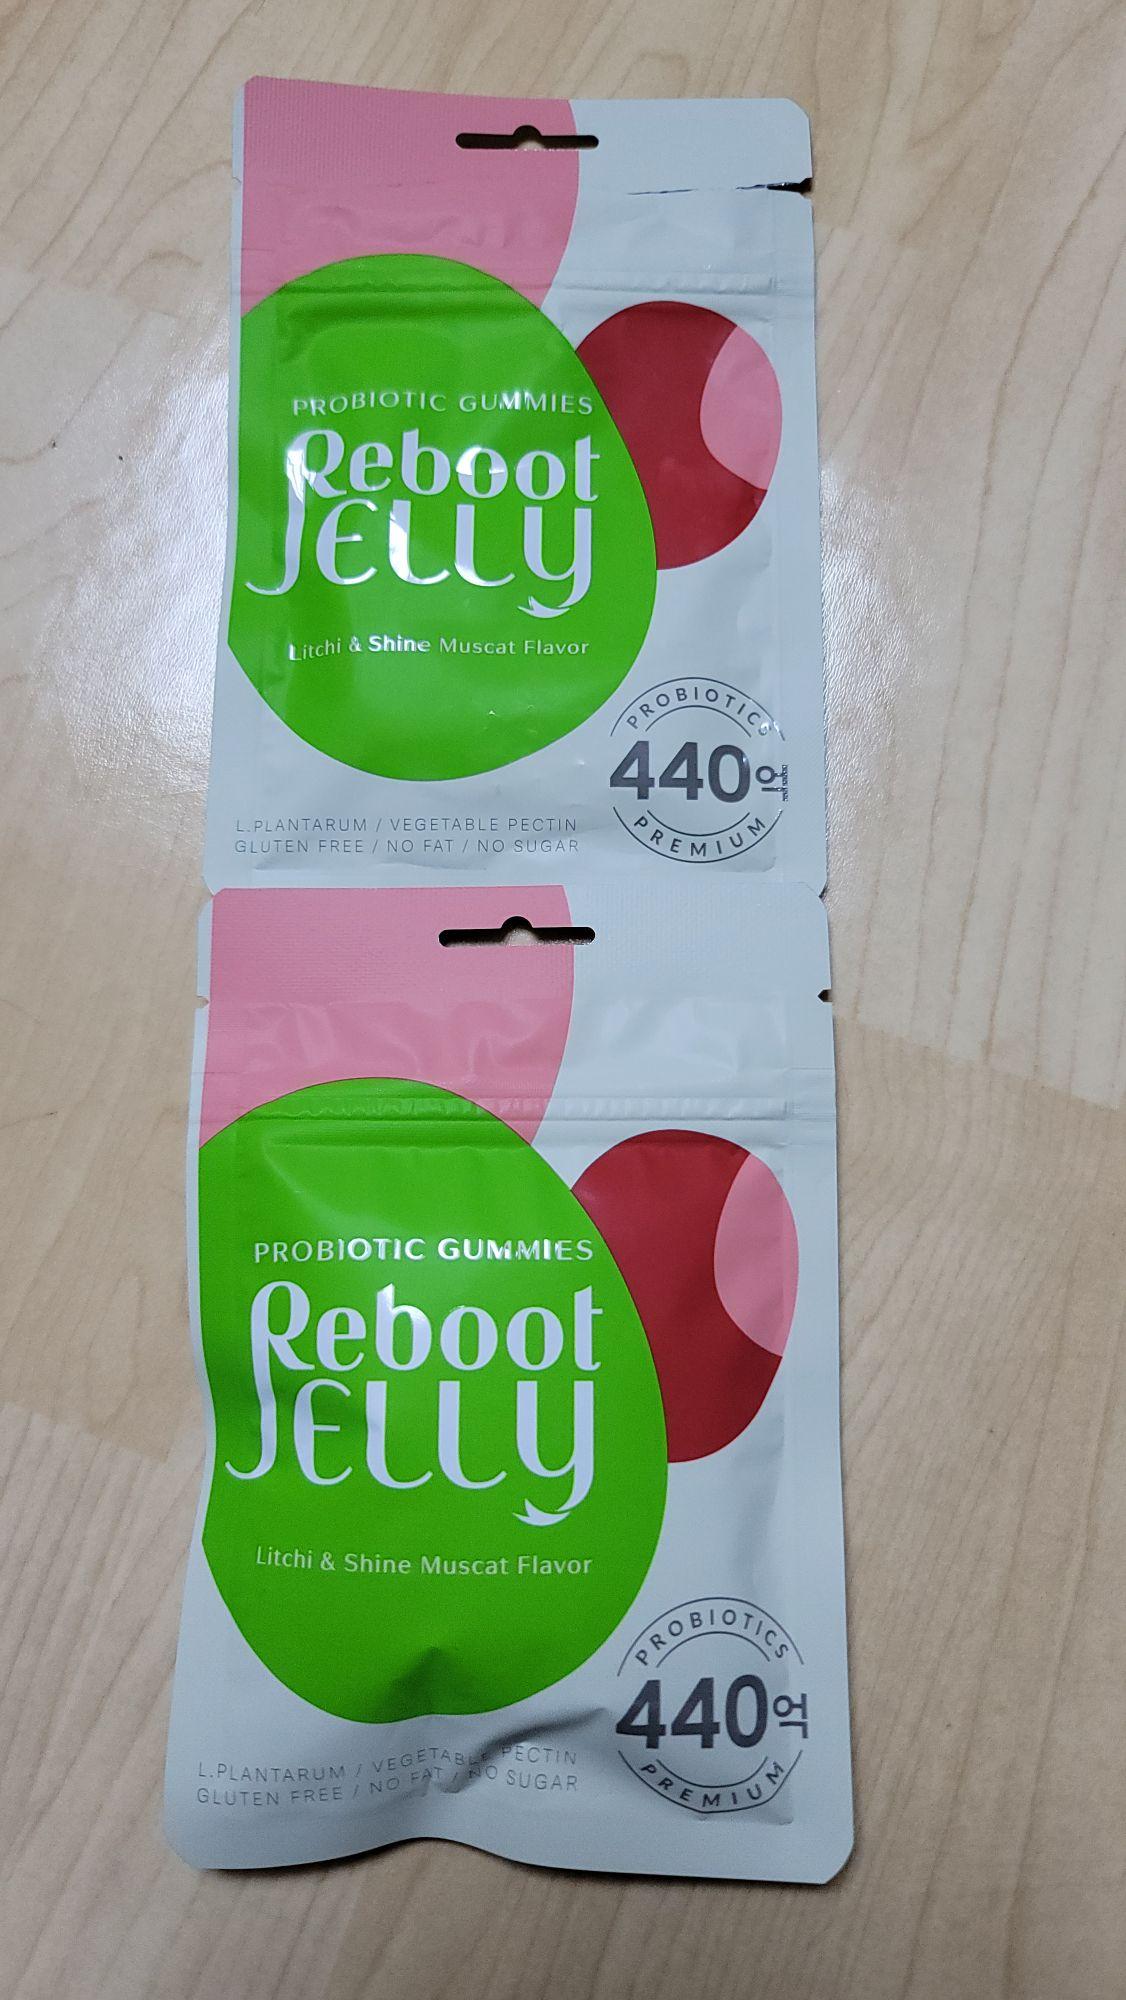 PROBIOTIC GUMMIES
Reboot
JELLY
Litchi & Shine Muscat Flavor
PROBIOTICS
440억
PREMIUM
L.PLANTARUM / VEGETABLE PECTIN
GLUTEN FREE / NO FAT / NO SUGAR
PROBIOTIC GUMMIES
Reboot
JELLY
Litchi & Shine Muscat Flavor
PROBIOTICS
440억
PREMIUM
L.PLANTARUM / VEGETABLE PECTIN
GLUTEN FREE / NO FAT / NO SUGAR